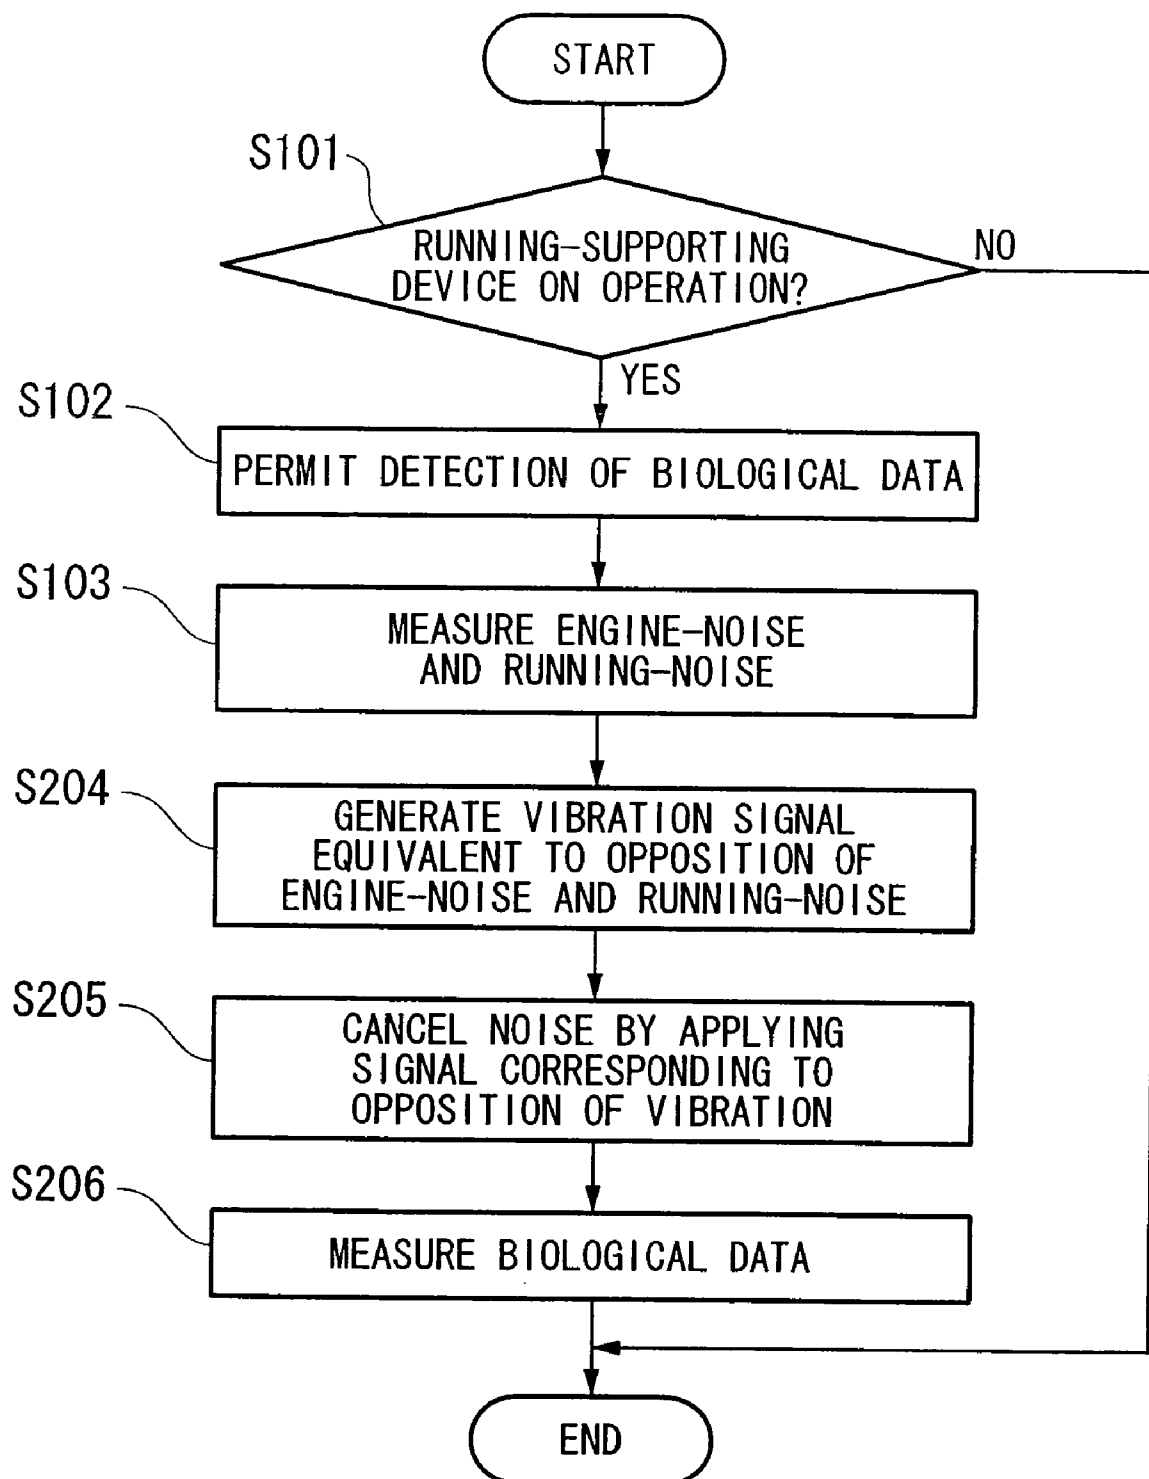 START
S101
RUNNING-SUPPORTING
DEVICE ON OPERATION?
NO
YES
S102
PERMIT DETECTION OF BIOLOGICAL DATA
S103
MEASURE ENGINE-NOISE
AND RUNNING-NOISE
S204
GENERATE VIBRATION SIGNAL
EQUIVALENT TO OPPOSITION OF
ENGINE-NOISE AND RUNNING-NOISE
S205
CANCEL NOISE BY APPLYING
SIGNAL CORRESPONDING TO
OPPOSITION OF VIBRATION
S206
MEASURE BIOLOGICAL DATA
END